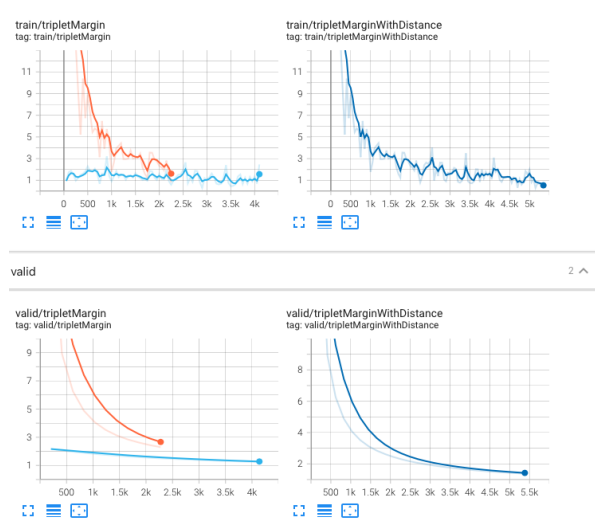 train/tripletMargin
tag: train/tripletMargin
11
9
7
5
3
1
0 500 1k 1.5k 2k 2.5k 3k 3.5k 4k
train/tripletMarginWithDistance
tag: train/tripletMarginWithDistance
11
9
7
5
3
1
0 500 1k 1.5k 2k 2.5k 3k 3.5k 4k 4.5k 5k
valid 2
valid/tripletMargin
tag: valid/tripletMargin
9
7
5
3
1
500 1k 1.5k 2k 2.5k 3k 3.5k 4k
valid/tripletMarginWithDistance
tag: valid/tripletMarginWithDistance
8
6
4
2
500 1k 1.5k 2k 2.5k 3k 3.5k 4k 4.5k 5k 5.5k